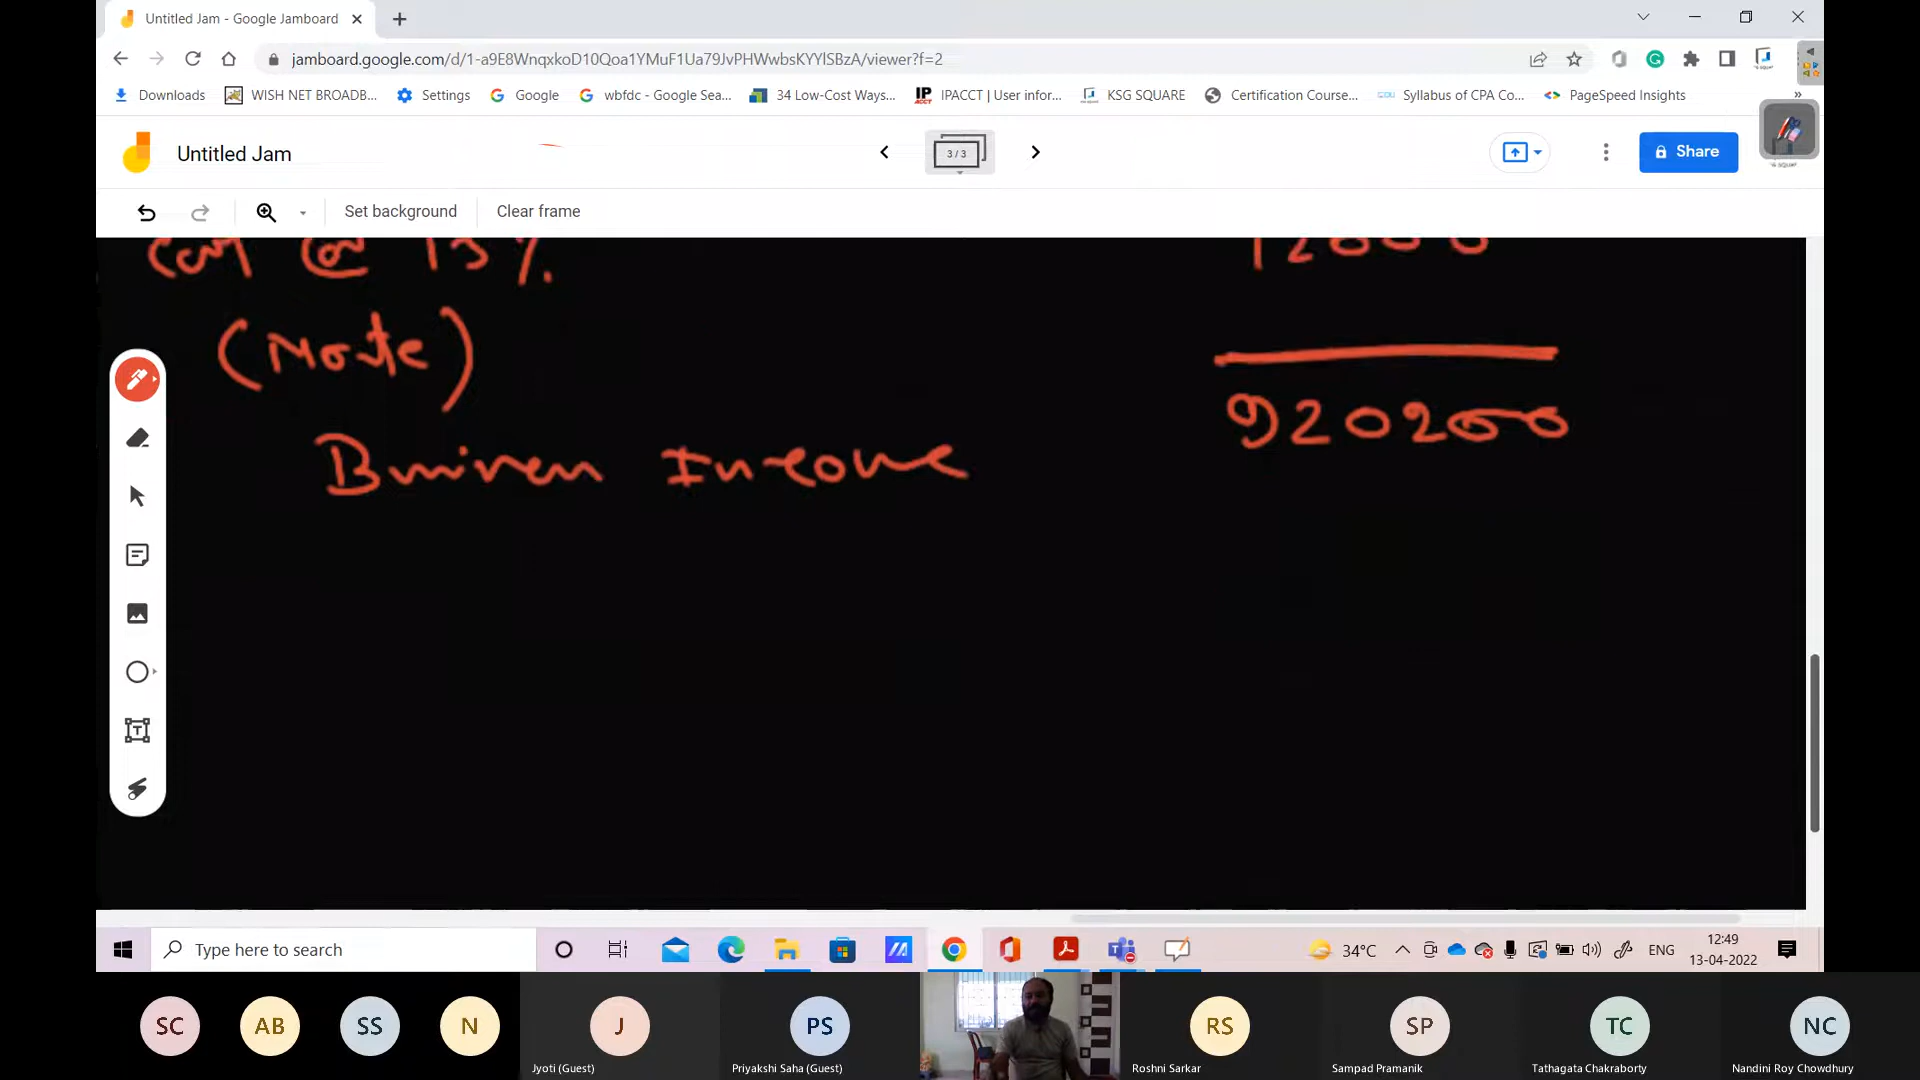 Untitled Jam - Google Jamboard
jamboard.google.com/d/1-a9E8WnqxkoD10Qoa1YMuF1Ua79JvPHWwbsKYYlSBzA/viewer?f=2
Downloads WISH NET BROADB... Settings Google wbfdc - Google Sea... 34 Low-Cost Ways... IPACCT | User infor... KSG SQUARE Certification Course... Syllabus of CPA Co... PageSpeed Insights »
Untitled Jam 3 / 3 Share
Set background Clear frame
Car @ 15%. 12000
(Note)
920200
Business Income
Type here to search 34°C ENG 12:49
13-04-2022
SC AB SS N J PS RS SP TC NC
Jyoti (Guest) Priyakshi Saha (Guest) Roshni Sarkar Sampad Pramanik Tathagata Chakraborty Nandini Roy Chowdhury